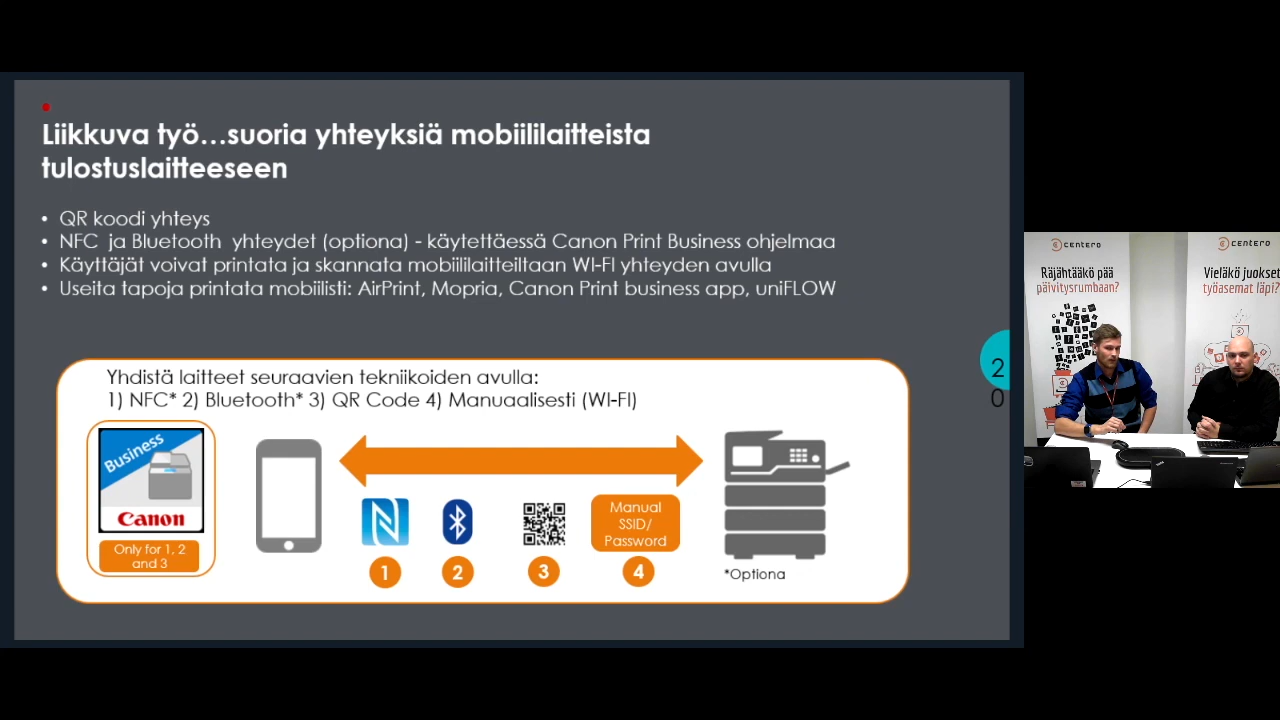 Liikkuva työ...suoria yhteyksiä mobiililaitteista
tulostuslaitteeseen
• QR koodi yhteys
• NFC ja Bluetooth yhteydet (optiona) - käytettäessä Canon Print Business ohjelmaa
• Käyttäjät voivat printata ja skannata mobiililaitteiltaan WI-FI yhteyden avulla
• Useita tapoja printata mobiilisti: AirPrint, Mopria, Canon Print business app, uniFLOW
2
0
Yhdistä laitteet seuraavien tekniikoiden avulla:
1) NFC* 2) Bluetooth* 3) QR Code 4) Manuaalisesti (WI-FI)
Business
Canon
Only for 1, 2
and 3
Manual
SSID/
Password
1
2
3
4
*Optiona
centero
Räjähtääkö pää
päivitysrumbaan?
centero
Vieläkö juokset
työasemat läpi?